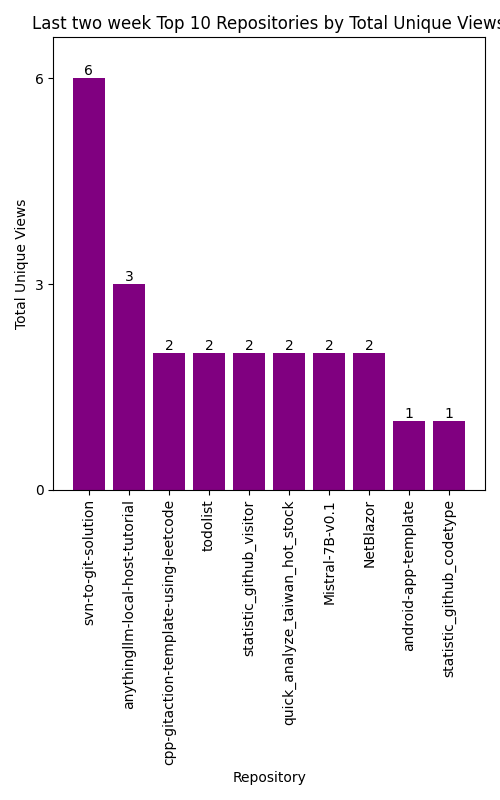 Last two week Top 10 Repositories by Total Unique Views
Total Unique Views
6
3
0
6
3
2
2
2
2
2
2
1
1
svn-to-git-solution
anythingllm-local-host-tutorial
cpp-gitaction-template-using-leetcode
todolist
statistic_github_visitor
quick_analyze_taiwan_hot_stock
Mistral-7B-v0.1
NetBlazor
android-app-template
statistic_github_codetype
Repository